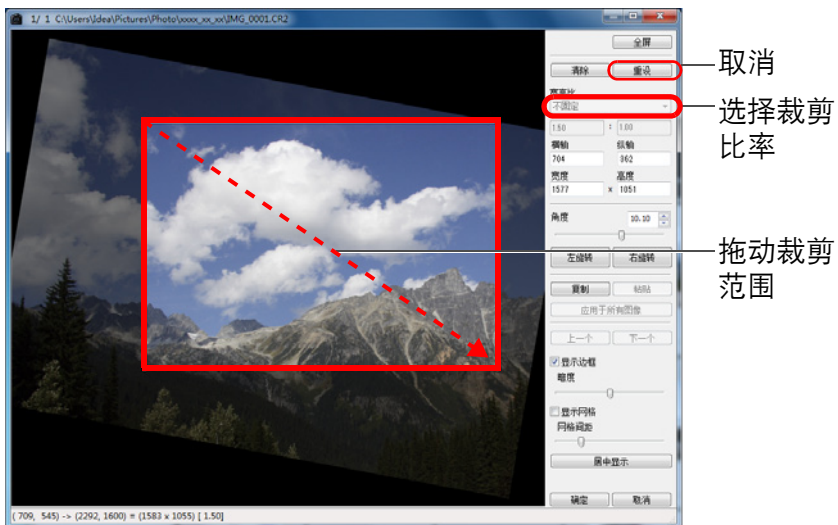 1/ 1 C:\Users\Idea\Pictures\Photo\xxxx_xx_xx\IMG_0001.CR2
全屏
清除 重设
取消
宽高比
不固定
选择裁剪
比率
1.50 : 1.00
横轴 纵轴
704 862
宽度 高度
1577 x 1051
角度 10.10
左旋转 右旋转
拖动裁剪
范围
复制 粘贴
应用于所有图像
上一个 下一个
显示边框
暗度
显示网格
网格间距
居中显示
确定 取消
( 709, 545) -> (2292, 1600) = (1583 x 1055) [ 1.50]